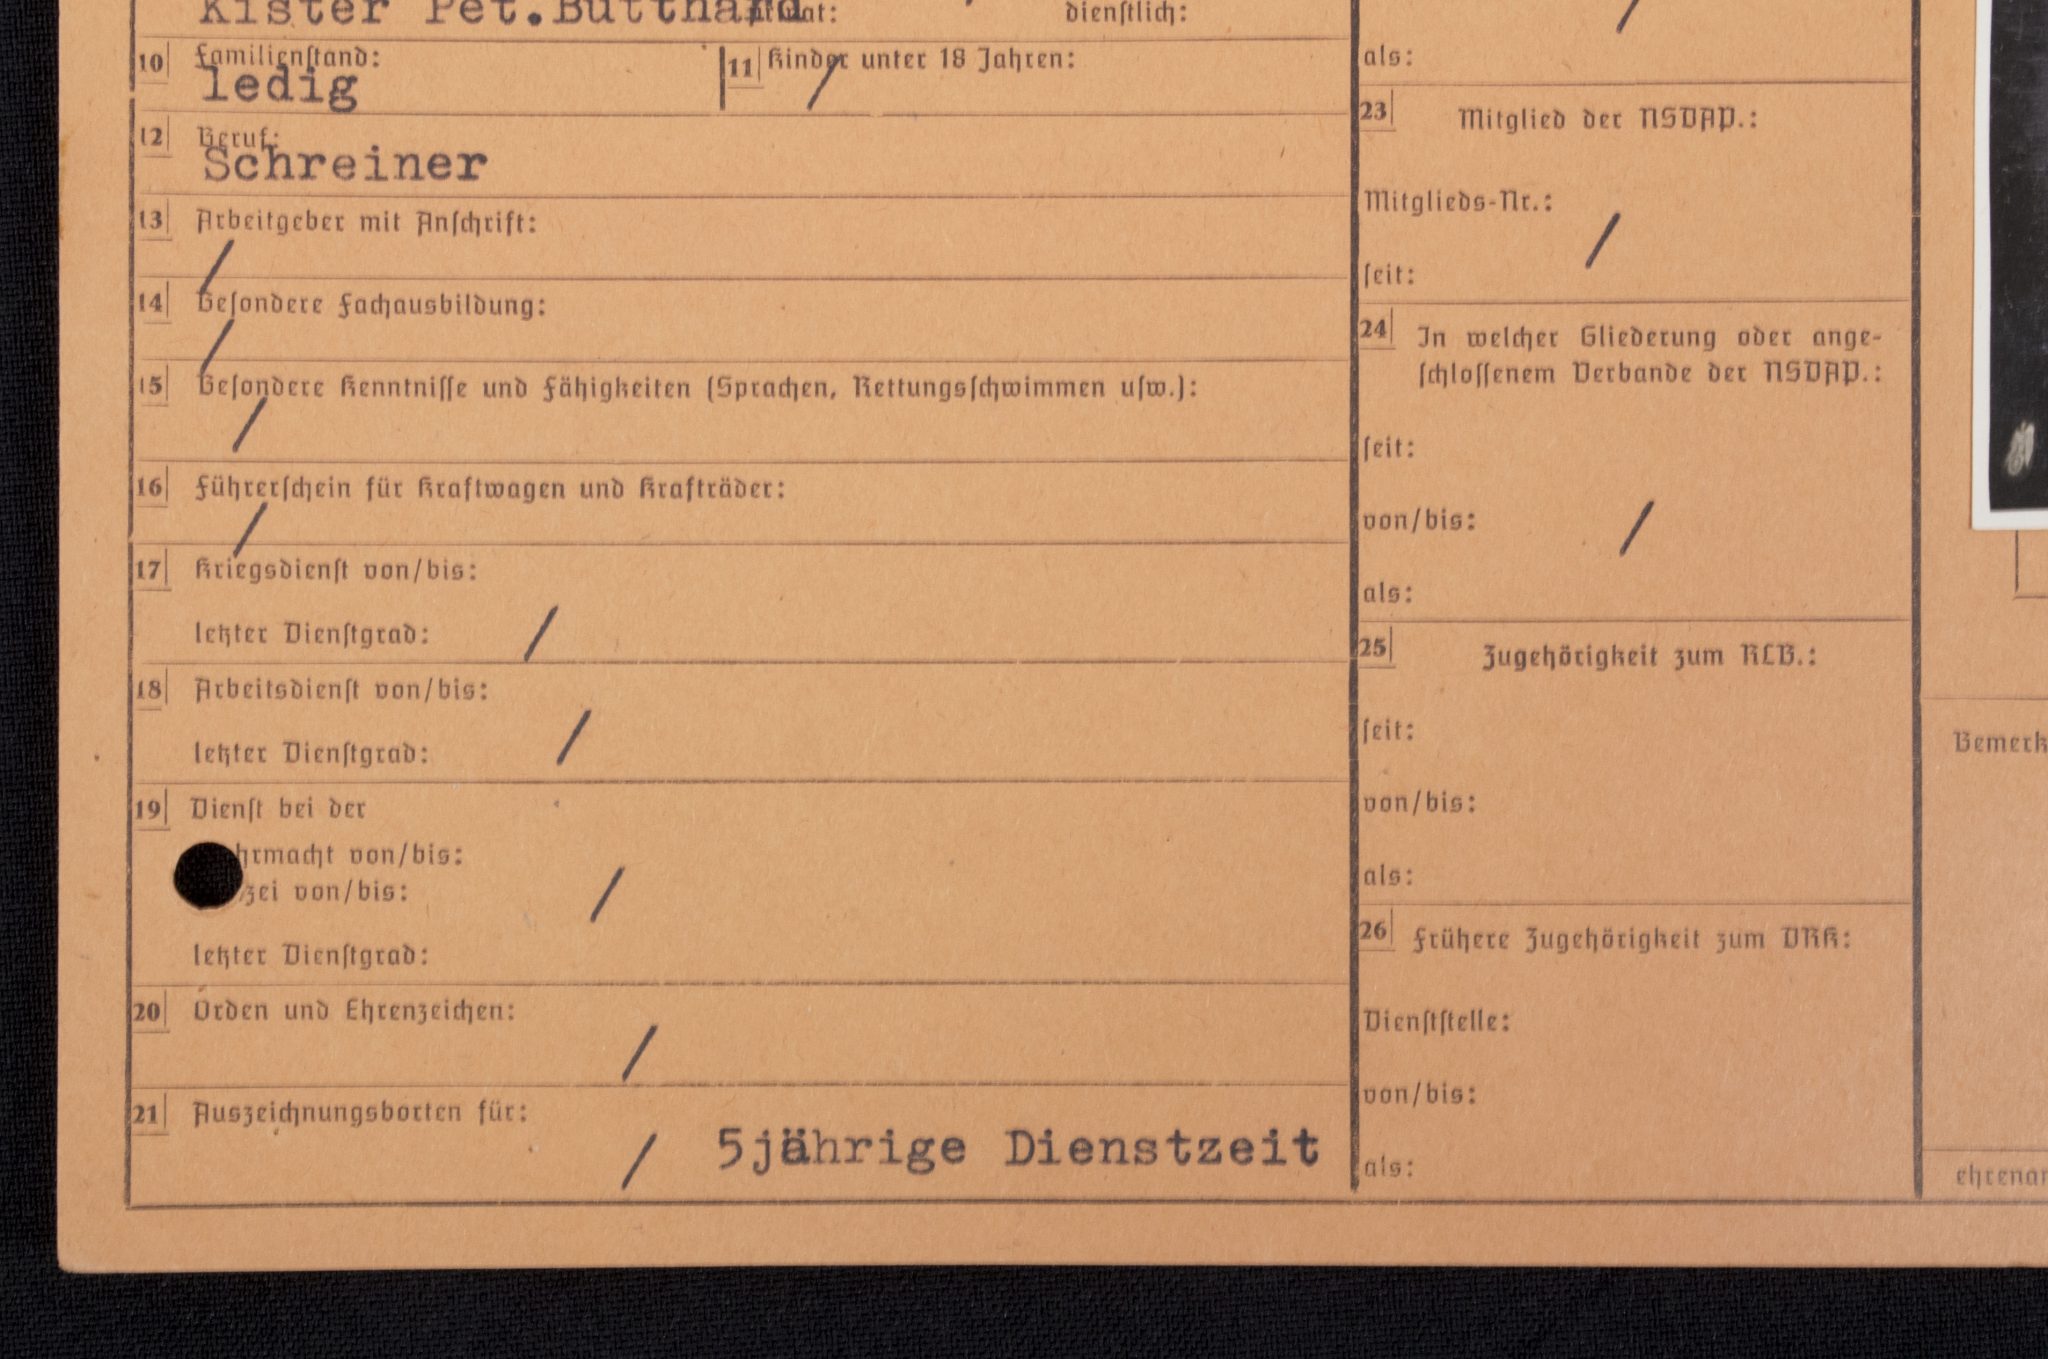 Kister Pet.Butthard
dienstlich:
10 Familienstand:
ledig
11 Kinder unter 18 Jahren:
/
12 Beruf:
Schreiner
13 Arbeitgeber mit Anschrift:
/
14 Besondere Fachausbildung:
/
15 Besondere Kenntnisse und Fähigkeiten (Sprachen, Rettungsschwimmen usw.):
/
16 Führerschein für Kraftwagen und Krafträder:
/
17 Kriegsdienst von/bis:
letzter Dienstgrad: /
18 Arbeitsdienst von/bis:
letzter Dienstgrad: /
19 Dienst bei der
hrmacht von/bis:
zei von/bis: /
letzter Dienstgrad:
20 Orden und Ehrenzeichen:
/
21 Auszeichnungsborten für:
/ 5jährige Dienstzeit
/
als:
23 Mitglied der NSDAP.:
Mitglieds-Nr.:
/
seit:
24 In welcher Gliederung oder ange-
schlossenem Verbande der NSDAP.:
seit:
von/bis: /
als:
25 Zugehörigkeit zum RLB.:
seit:
von/bis:
als:
26 Frühere Zugehörigkeit zum DRK:
Dienststelle:
von/bis:
als:
Bemerk
ehrenar